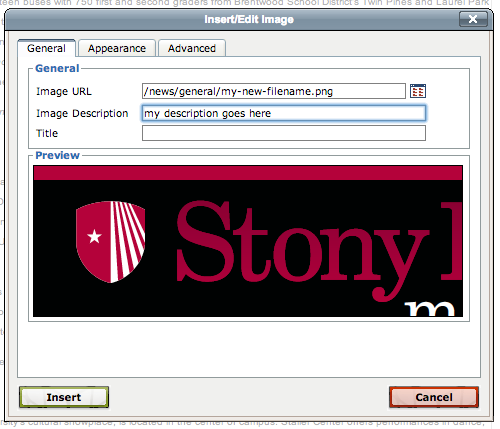 teen buses with 750 first and second graders from Brentwood School District's Twin Pines and Laurel Park
Insert/Edit Image
General
Appearance
Advanced
General
Image URL
/news/general/my-new-filename.png
Image Description
my description goes here
Title
Preview
Stony
m
Insert
Cancel
sity's cultural showplace, is located in the center of campus. Staller Center offers performances in dance,